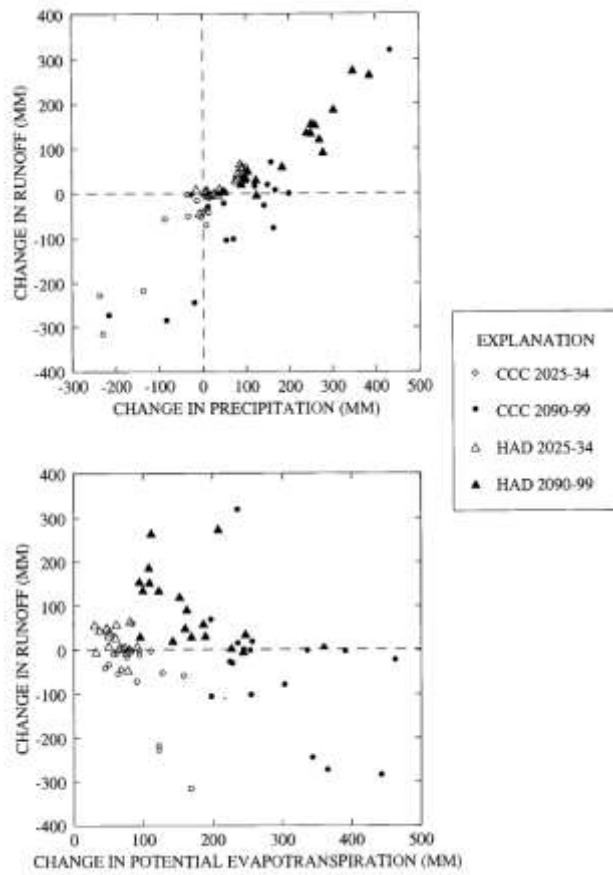 400
300
200
100
0
-100
-200
-300
-400
CHANGE IN RUNOFF (MM)
-300 -200 -100 0 100 200 300 400 500
CHANGE IN PRECIPITATION (MM)
EXPLANATION
CCC 2025-34
CCC 2090-99
HAD 2025-34
HAD 2090-99
400
300
200
100
0
-100
-200
-300
-400
CHANGE IN RUNOFF (MM)
0 100 200 300 400 500
CHANGE IN POTENTIAL EVAPOTRANSPIRATION (MM)